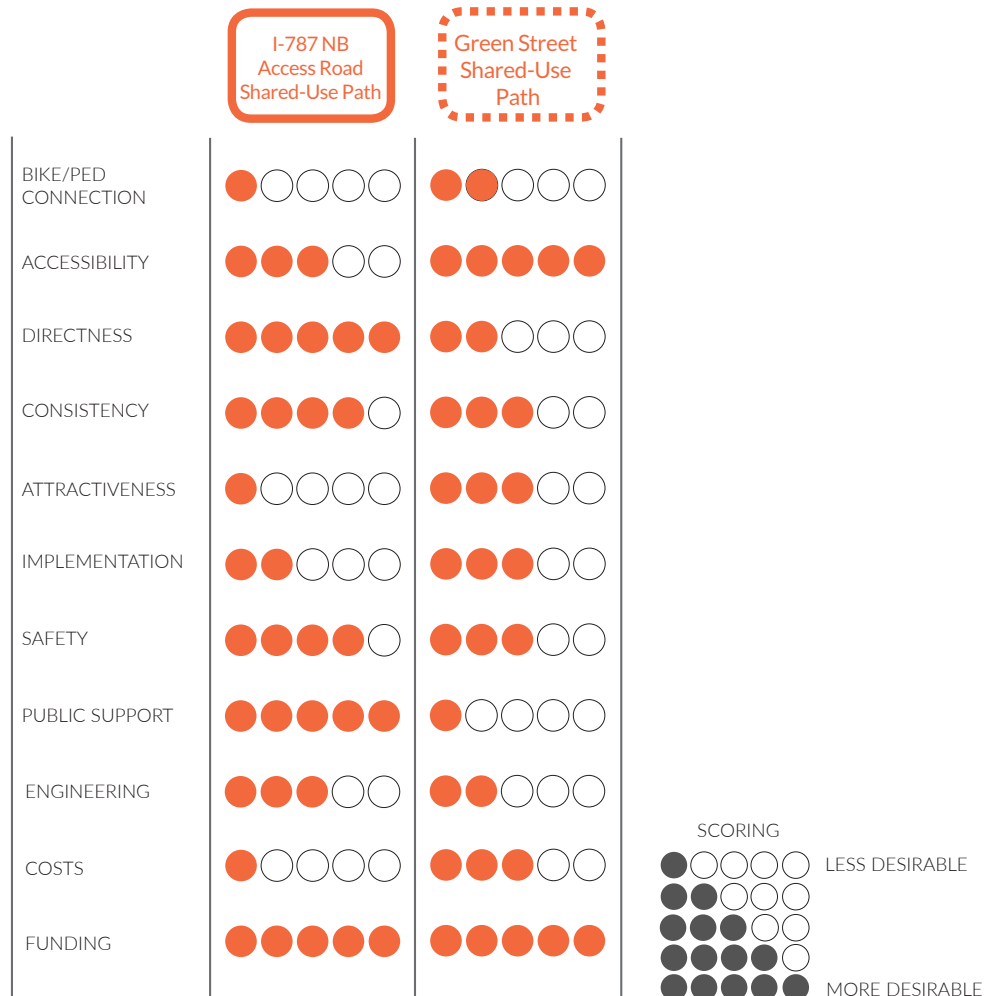 I-787 NB
Access Road
Shared-Use Path
Green Street
Shared-Use
Path
BIKE/PED
CONNECTION
ACCESSIBILITY
DIRECTNESS
CONSISTENCY
ATTRACTIVENESS
IMPLEMENTATION
SAFETY
PUBLIC SUPPORT
ENGINEERING
COSTS
FUNDING
SCORING
LESS DESIRABLE
MORE DESIRABLE